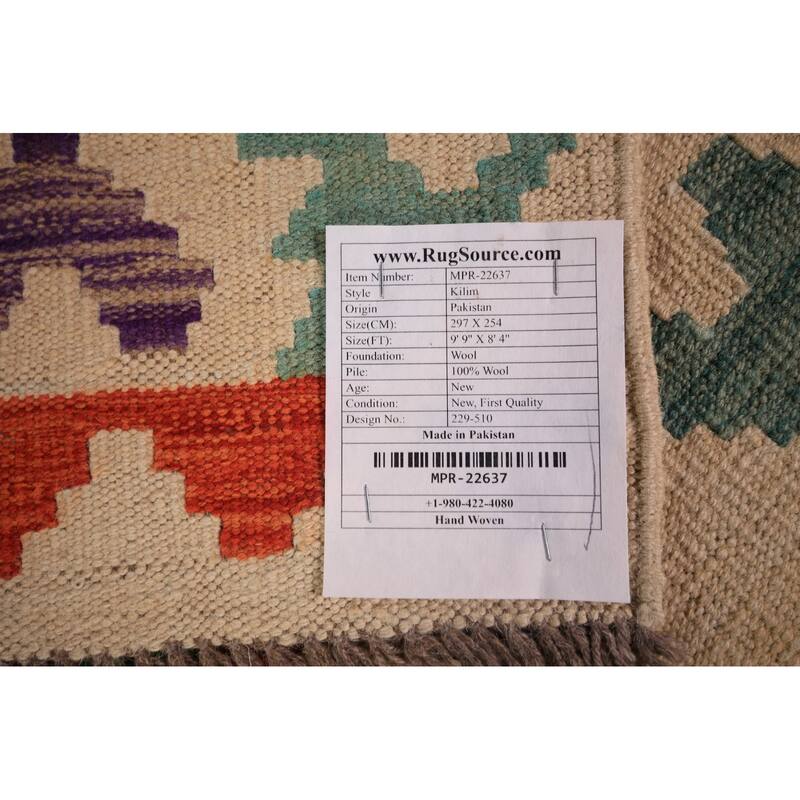 www.RugSource.com
Item Number: MPR-22637
Style Kilim
Origin Pakistan
Size(CM): 297 X 254
Size(FT): 9' 9" X 8' 4"
Foundation: Wool
Pile: 100% Wool
Age: New
Condition: New, First Quality
Design No.: 229-510
Made in Pakistan
MPR-22637
+1-980-422-4080
Hand Woven